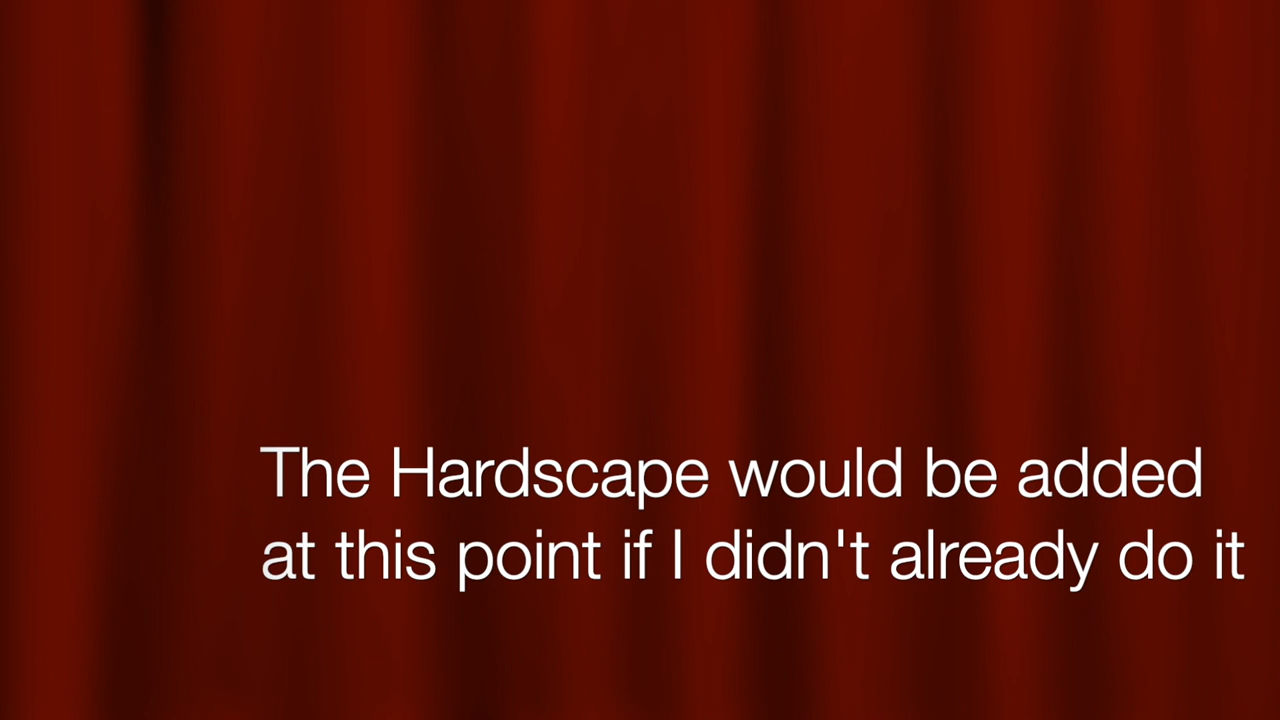 The Hardscape would be added
at this point if I didn't already do it